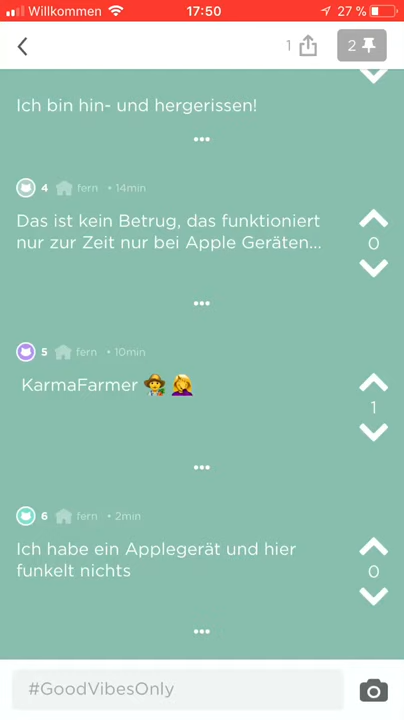 Willkommen 17:50 27 %
1 2
Ich bin hin- und hergerissen!
4 fern • 14min
Das ist kein Betrug, das funktioniert
nur zur Zeit nur bei Apple Geräten...
0
5 fern • 10min
KarmaFarmer 👩‍🌾 🤦‍♀️
1
6 fern • 2min
Ich habe ein Applegerät und hier
funkelt nichts
0
#GoodVibesOnly